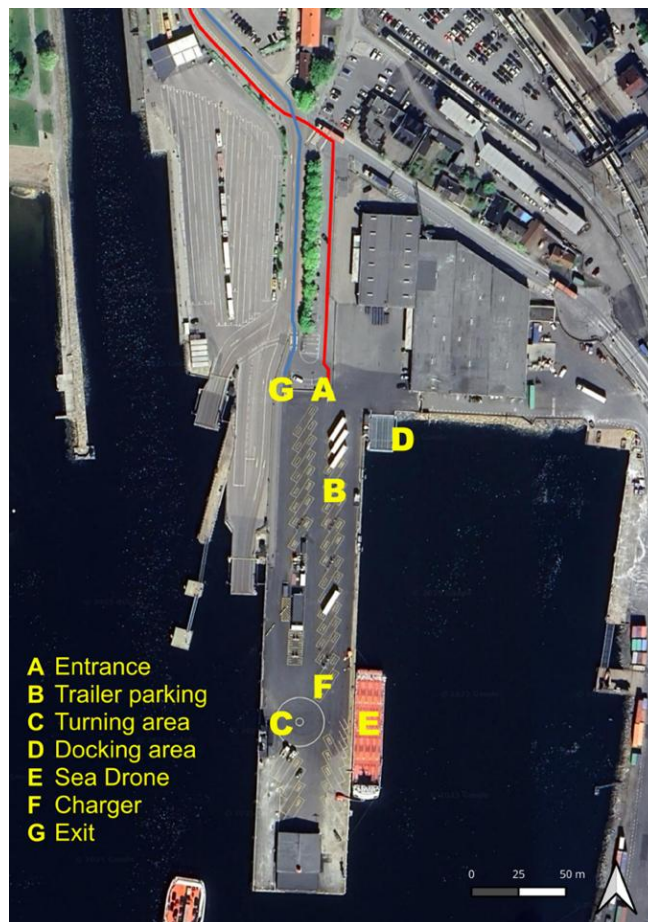 G A
D
B
F
C E
A Entrance
B Trailer parking
C Turning area
D Docking area
E Sea Drone
F Charger
G Exit
0 25 50 m